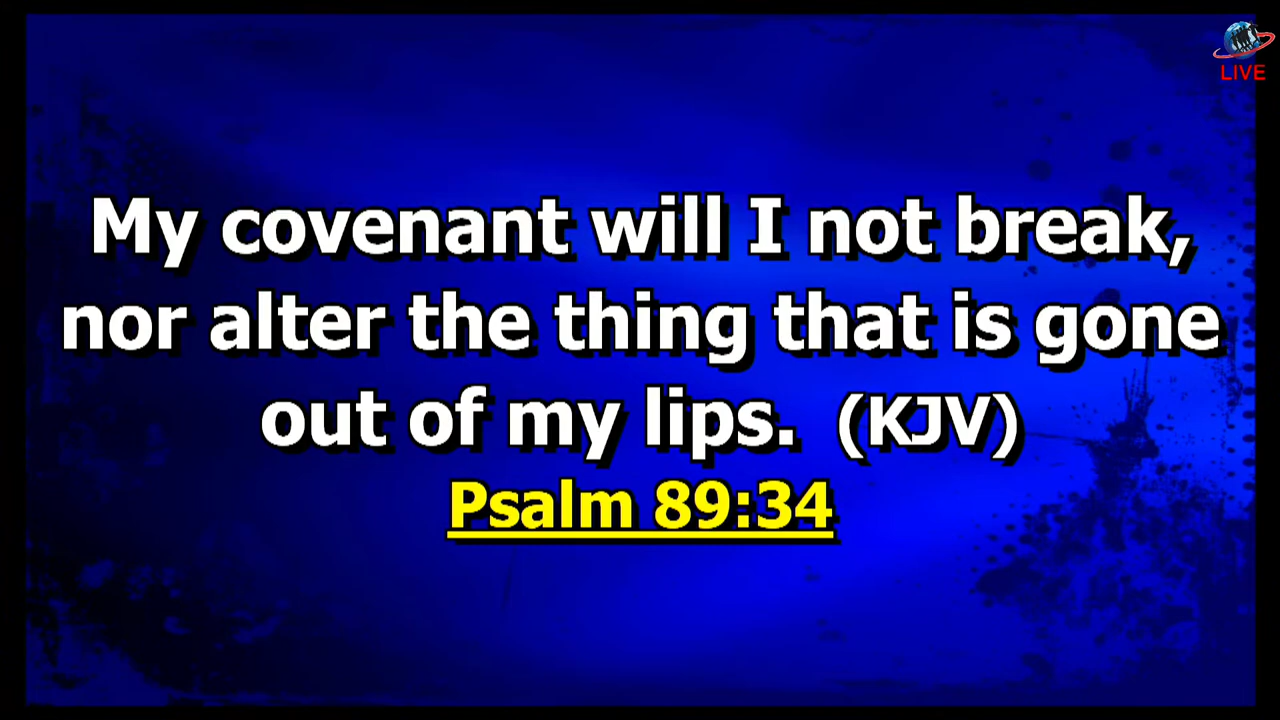 LIVE
My covenant will I not break,
nor alter the thing that is gone
out of my lips. (KJV)
Psalm 89:34